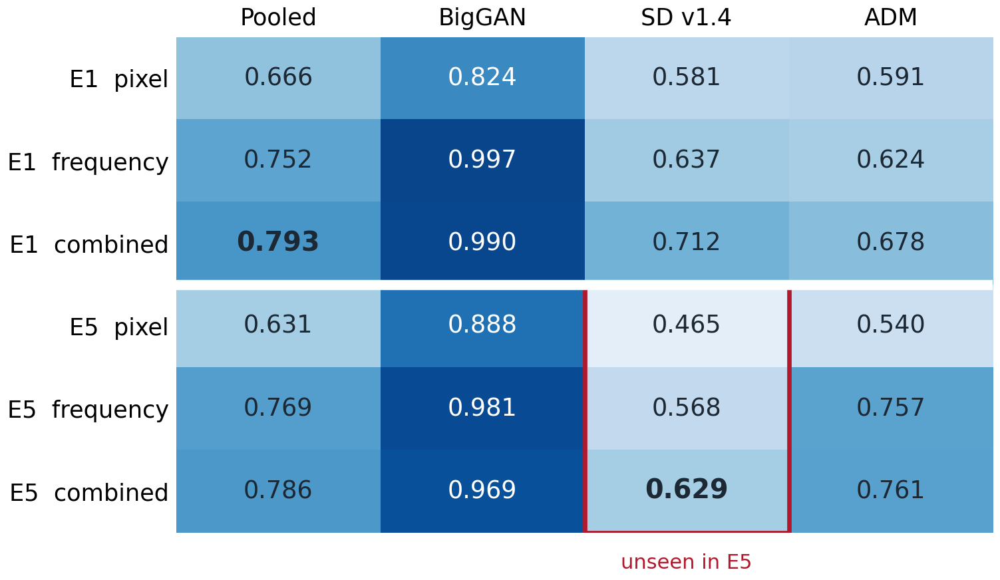 Pooled BigGAN SD v1.4 ADM
E1 pixel 0.666 0.824 0.581 0.591
E1 frequency 0.752 0.997 0.637 0.624
E1 combined 0.793 0.990 0.712 0.678
E5 pixel 0.631 0.888 0.465 0.540
E5 frequency 0.769 0.981 0.568 0.757
E5 combined 0.786 0.969 0.629 0.761
unseen in E5